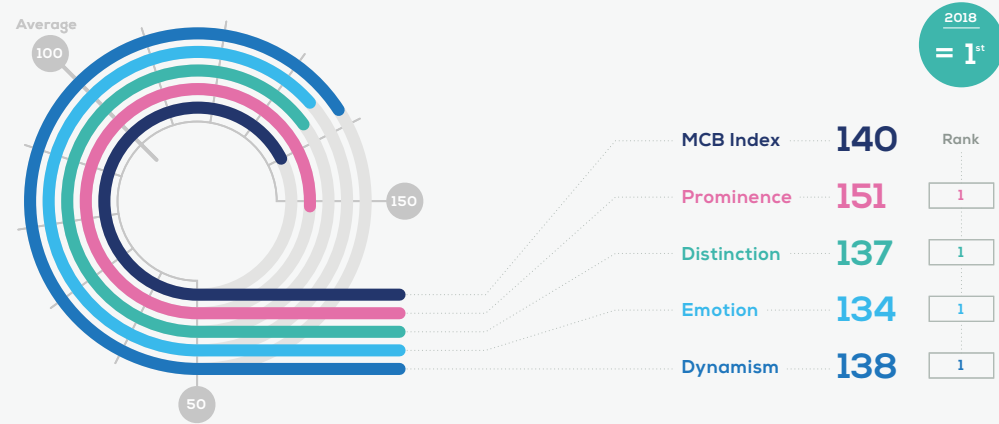 Average
100
150
50
2018
= 1st
MCB Index 140 Rank
Prominence 151 1
Distinction 137 1
Emotion 134 1
Dynamism 138 1